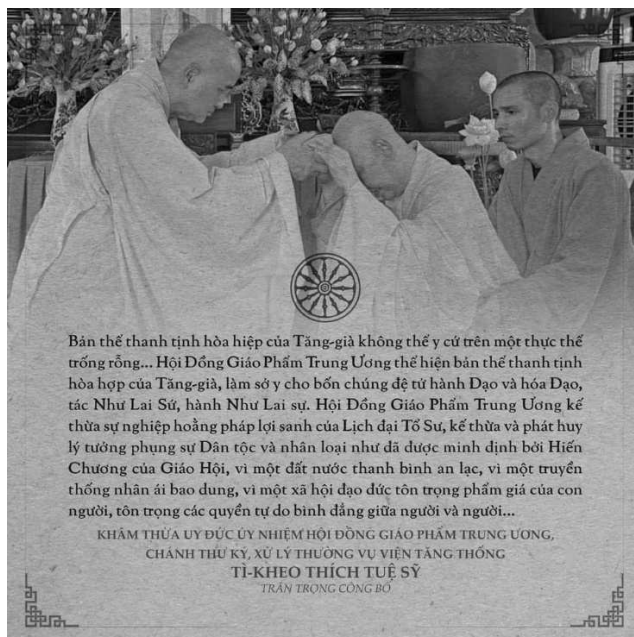 Bản thể thanh tịnh hòa hiệp của Tăng-già không thể y cứ trên một thực thể
trống rỗng... Hội Đồng Giáo Phẩm Trung Ương thể hiện bản thể thanh tịnh
hòa hợp của Tăng-già, làm sở y cho bốn chúng đệ tử hành Đạo và hóa Đạo,
tác Như Lai Sứ, hành Như Lai sự. Hội Đồng Giáo Phẩm Trung Ương kế
thừa sự nghiệp hoằng pháp lợi sanh của Lịch đại Tổ Sư, kế thừa và phát huy
lý tưởng phụng sự Dân tộc và nhân loại như đã được minh định bởi Hiến
Chương của Giáo Hội, vì một đất nước thanh bình an lạc, vì một truyền
thống nhân ái bao dung, vì một xã hội đạo đức tôn trọng phẩm giá của con
người, tôn trọng các quyền tự do bình đẳng giữa người và người...
KHÂM THỪA UY ĐỨC ỦY NHIỆM HỘI ĐỒNG GIÁO PHẨM TRUNG ƯƠNG,
CHÁNH THƯ KÝ, XỬ LÝ THƯỜNG VỤ VIỆN TĂNG THỐNG
TỲ-KHEO THÍCH TUỆ SỸ
TRÂN TRỌNG CÔNG BỐ